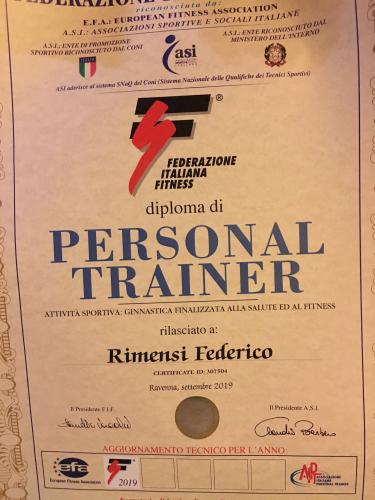 FEDERAZIONE
riconosciuta da:
E.F.A.: EUROPEAN FITNESS ASSOCIATION
A.S.I.: ASSOCIAZIONI SPORTIVE E SOCIALI ITALIANE
A.S.I.: ENTE DI PROMOZIONE
SPORTIVO RICONOSCIUTO DAL CONI
asi
A.S.I.: ENTE RICONOSCIUTO DAL
MINISTERO DELL'INTERNO
ASI aderisce al sistema SNaQ del Coni (Sistema Nazionale delle Qualifiche dei Tecnici Sportivi)
®
FEDERAZIONE
ITALIANA
FITNESS
diploma di
PERSONAL
TRAINER
ATTIVITÀ SPORTIVA: GINNASTICA FINALIZZATA ALLA SALUTE ED AL FITNESS
rilasciato a:
Rimensi Federico
CERTIFICATE ID: 307504
Ravenna, settembre 2019
Il Presidente F.I.F.
Il Presidente A.S.I.
AGGIORNAMENTO TECNICO PER L'ANNO:
efa
European Fitness Association
2019
ASSOCIAZIONE
ITALIANA
PERSONAL TRAINER